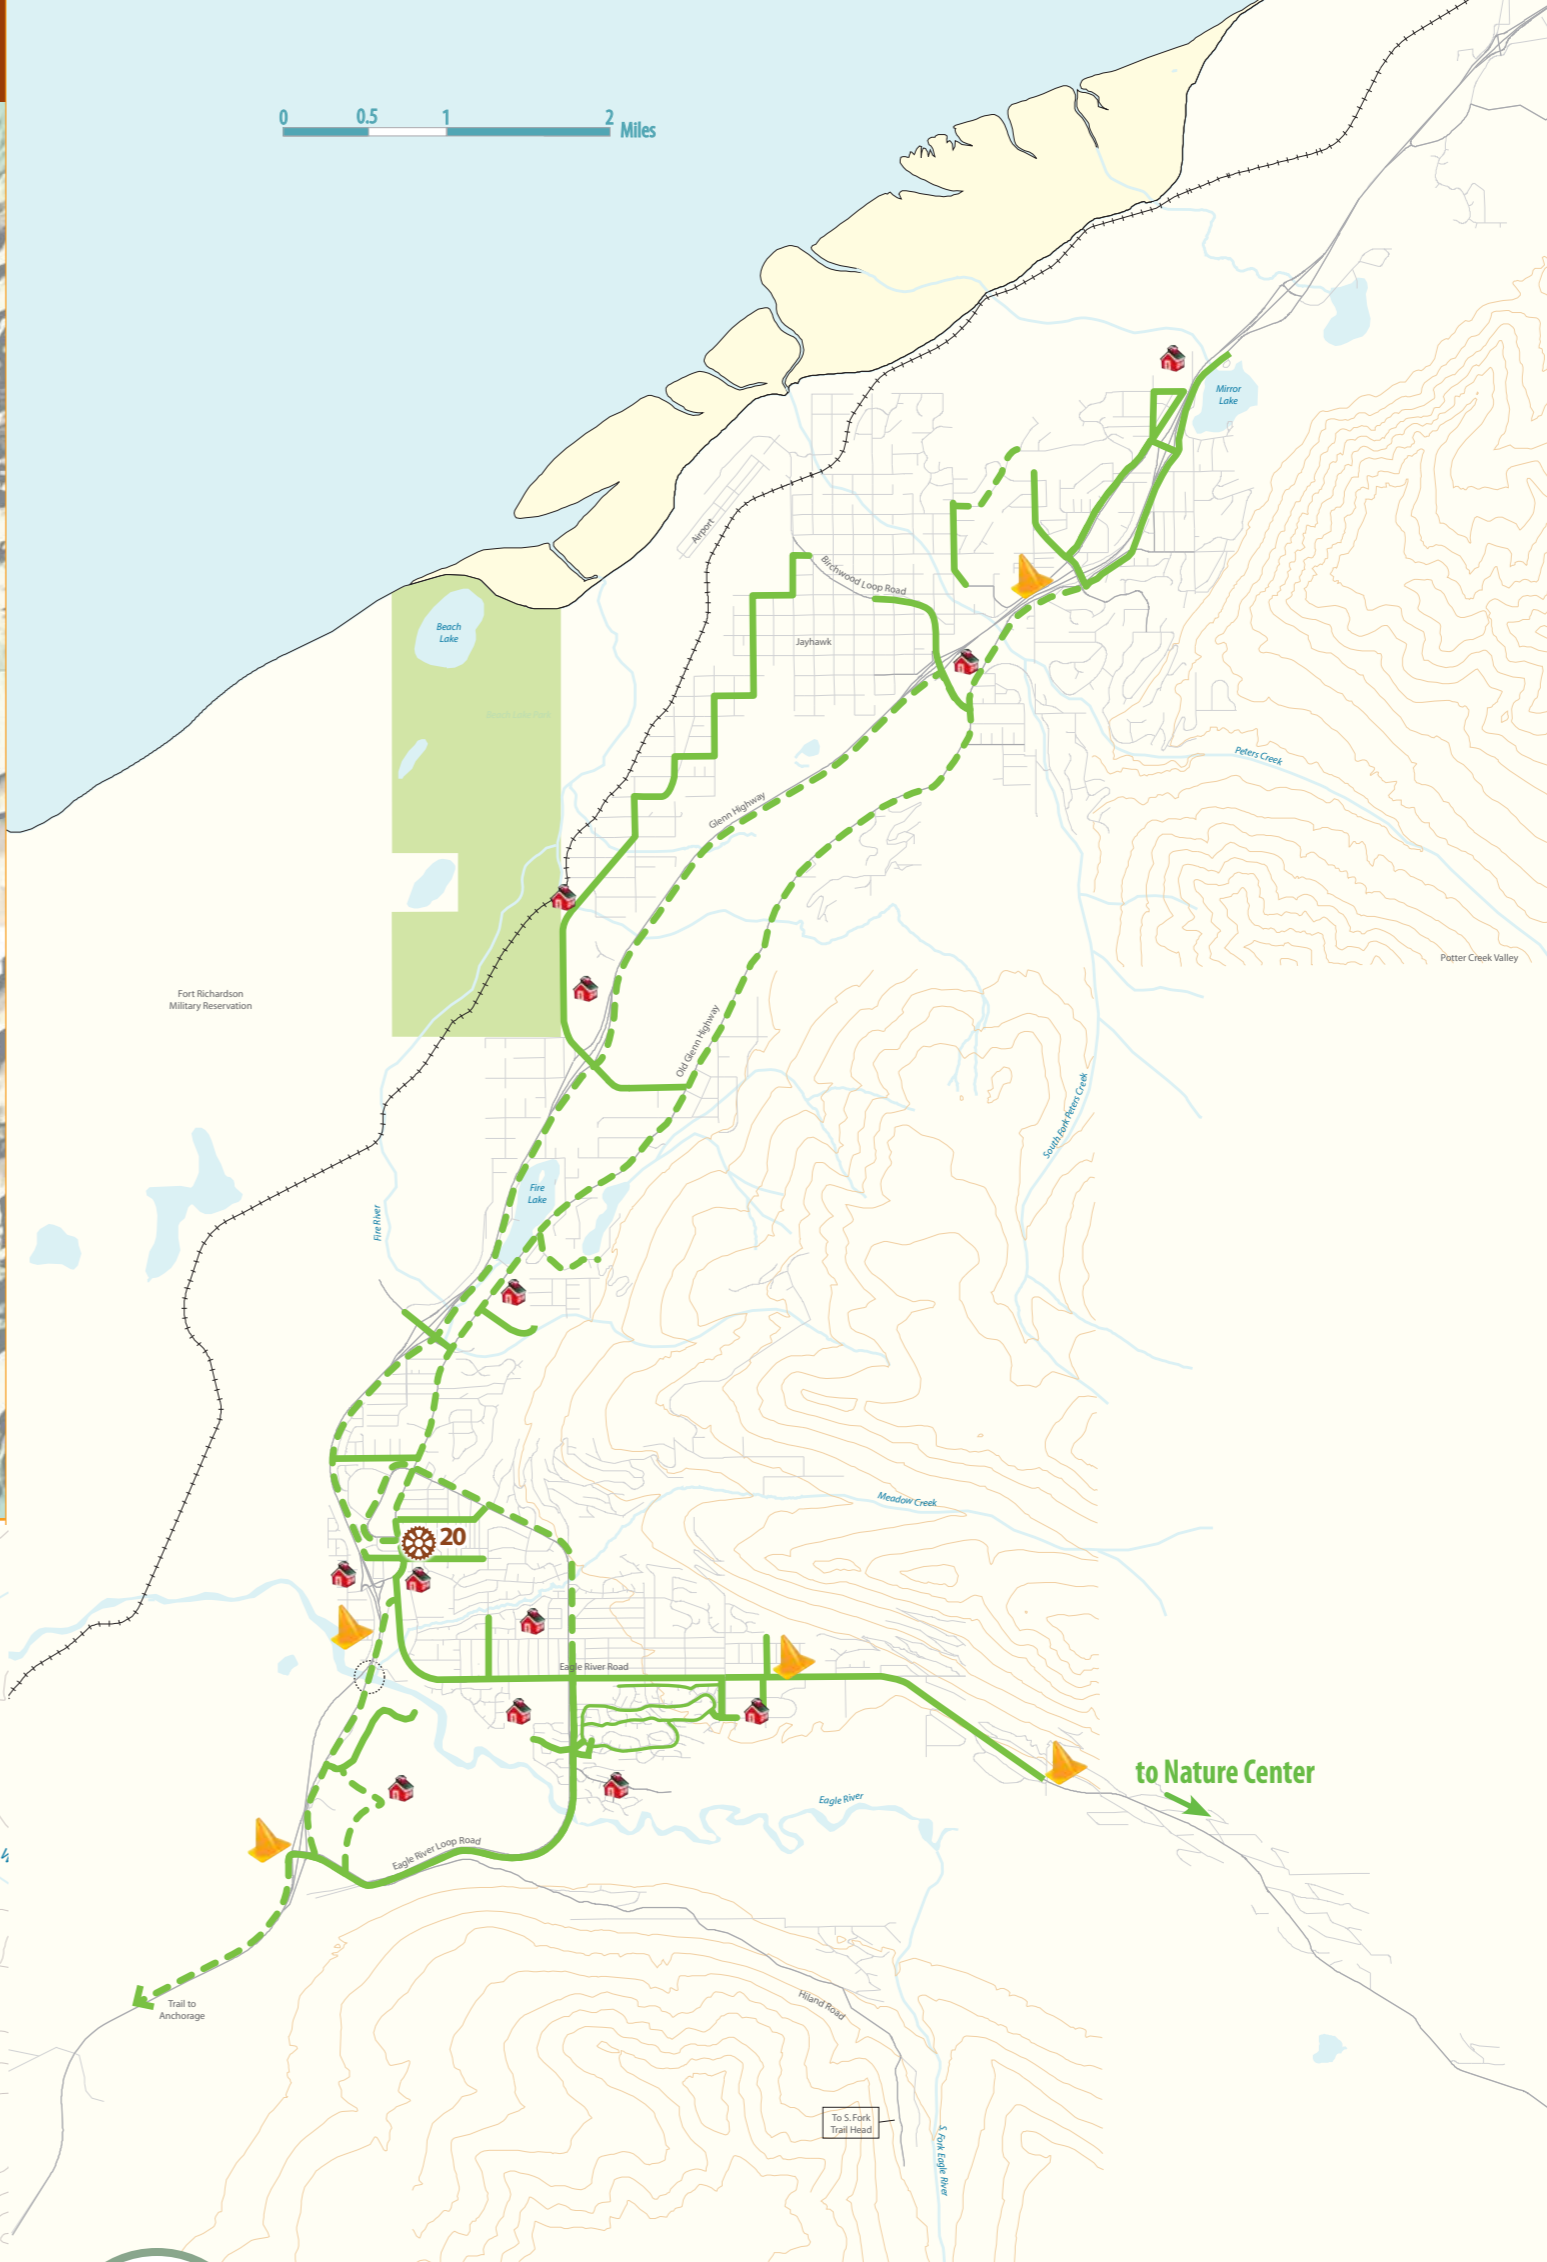 0 0.5 1 2 Miles
Mirror
Lake
Airport
Birchwood Loop Road
Beach
Lake
Jayhawk
Beach Lake Park
Peters Creek
Glenn Highway
Potter Creek Valley
Fort Richardson
Military Reservation
Old Glenn Highway
South Fork Peters Creek
Fire
Lake
Fire River
Meadow Creek
20
Eagle River Road
to Nature Center
Eagle River
Eagle River Loop Road
Trail to
Anchorage
Hiland Road
To S. Fork
Trail Head
S. Fork Eagle River